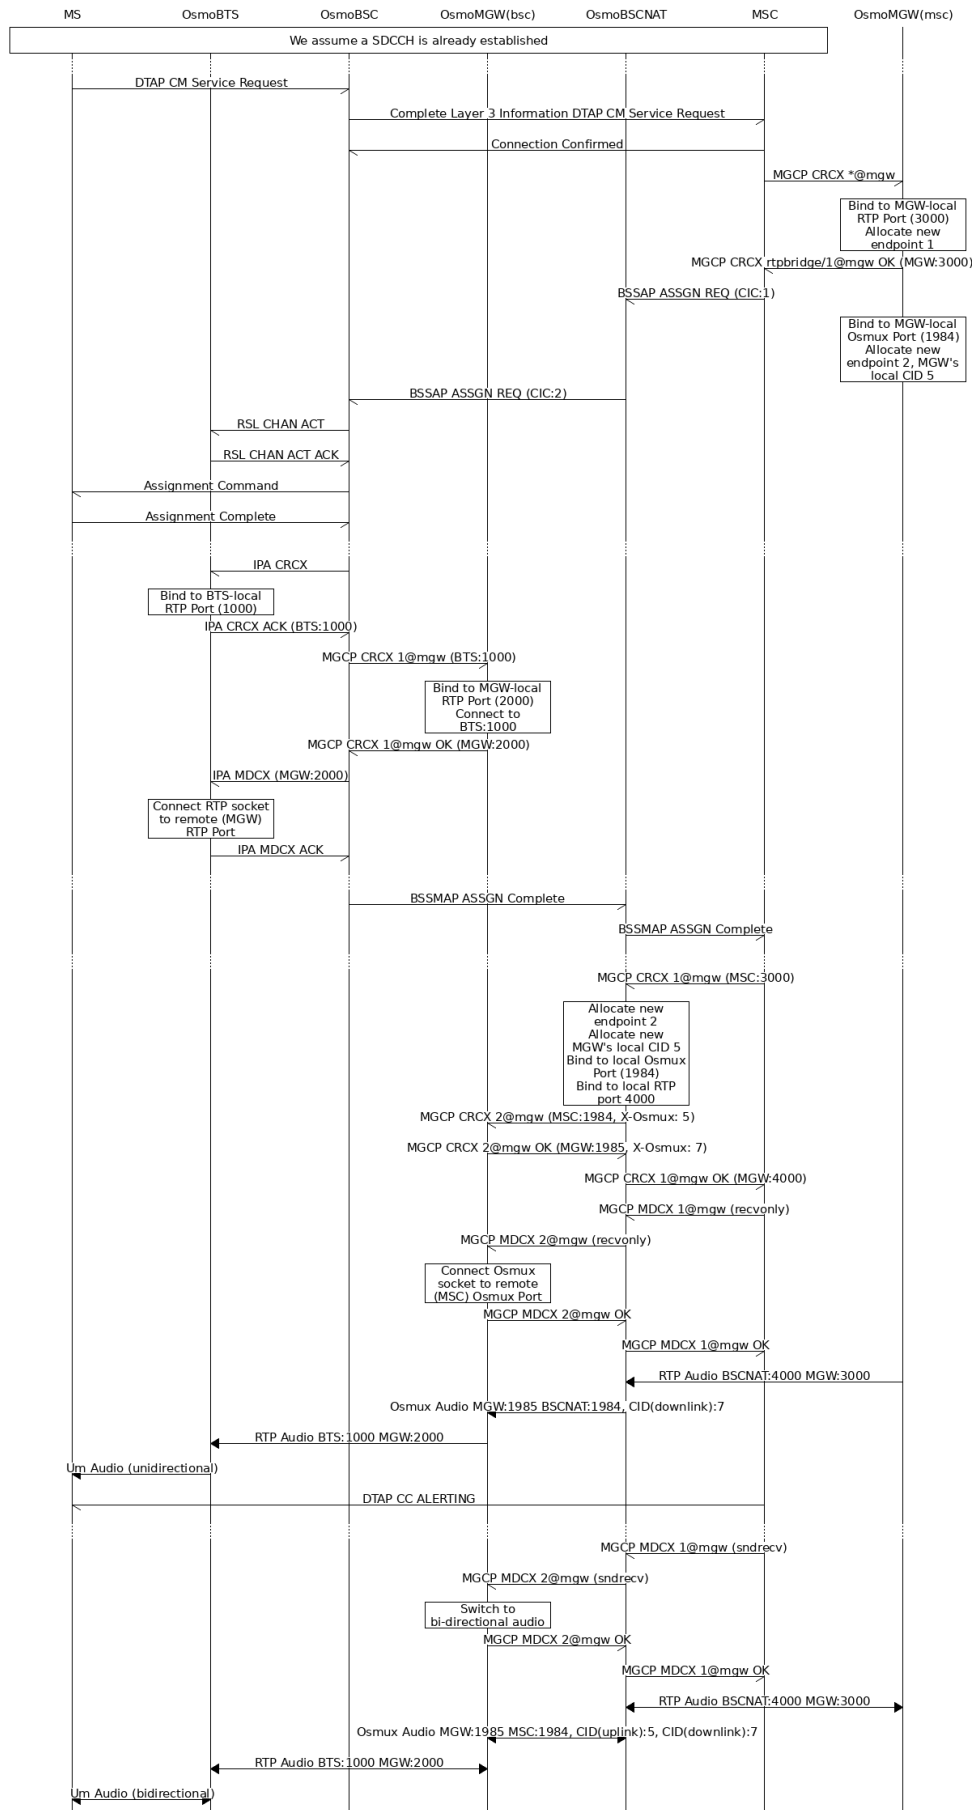 MS OsmoBTS OsmoBSC OsmoMGW(bsc) OsmoBSCNAT MSC OsmoMGW(msc)
We assume a SDCCH is already established
DTAP CM Service Request
Complete Layer 3 Information DTAP CM Service Request
Connection Confirmed
MGCP CRCX *@mgw
Bind to MGW-local
RTP Port (3000)
Allocate new
endpoint 1
MGCP CRCX rtpbridge/1@mgw OK (MGW:3000)
BSSAP ASSGN REQ (CIC:1)
Bind to MGW-local
Osmux Port (1984)
Allocate new
endpoint 2, MGW's
local CID 5
BSSAP ASSGN REQ (CIC:2)
RSL CHAN ACT
RSL CHAN ACT ACK
Assignment Command
Assignment Complete
IPA CRCX
Bind to BTS-local
RTP Port (1000)
IPA CRCX ACK (BTS:1000)
MGCP CRCX 1@mgw (BTS:1000)
Bind to MGW-local
RTP Port (2000)
Connect to
BTS:1000
MGCP CRCX 1@mgw OK (MGW:2000)
IPA MDCX (MGW:2000)
Connect RTP socket
to remote (MGW)
RTP Port
IPA MDCX ACK
BSSMAP ASSGN Complete
BSSMAP ASSGN Complete
MGCP CRCX 1@mgw (MSC:3000)
Allocate new
endpoint 2
Allocate new
MGW's local CID 5
Bind to local Osmux
Port (1984)
Bind to local RTP
port 4000
MGCP CRCX 2@mgw (MSC:1984, X-Osmux: 5)
MGCP CRCX 2@mgw OK (MGW:1985, X-Osmux: 7)
MGCP CRCX 1@mgw OK (MGW:4000)
MGCP MDCX 1@mgw (recvonly)
MGCP MDCX 2@mgw (recvonly)
Connect Osmux
socket to remote
(MSC) Osmux Port
MGCP MDCX 2@mgw OK
MGCP MDCX 1@mgw OK
RTP Audio BSCNAT:4000 MGW:3000
Osmux Audio MGW:1985 BSCNAT:1984, CID(downlink):7
RTP Audio BTS:1000 MGW:2000
Um Audio (unidirectional)
DTAP CC ALERTING
MGCP MDCX 1@mgw (sndrecv)
MGCP MDCX 2@mgw (sndrecv)
Switch to
bi-directional audio
MGCP MDCX 2@mgw OK
MGCP MDCX 1@mgw OK
RTP Audio BSCNAT:4000 MGW:3000
Osmux Audio MGW:1985 MSC:1984, CID(uplink):5, CID(downlink):7
RTP Audio BTS:1000 MGW:2000
Um Audio (bidirectional)